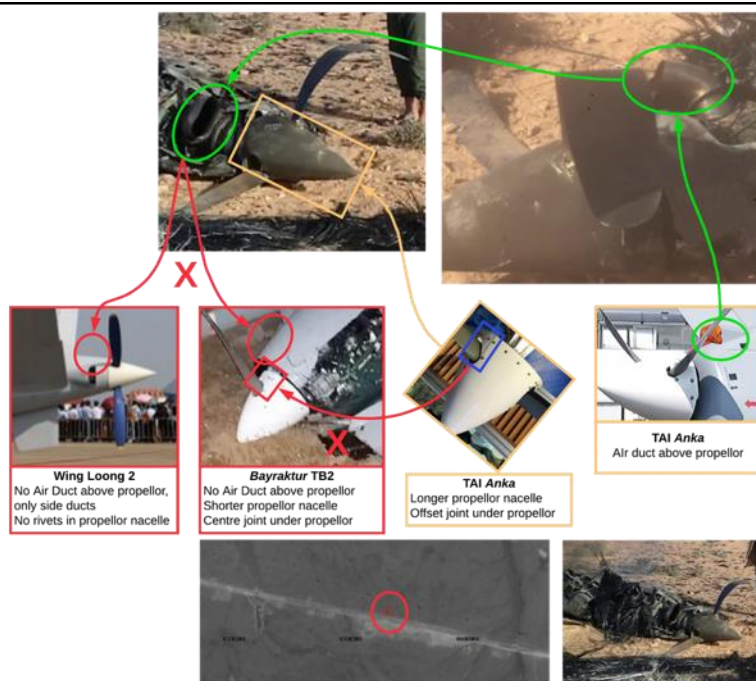 X
X
Wing Loong 2
No Air Duct above propellor,
only side ducts
No rivets in propellor nacelle
Bayraktur TB2
No Air Duct above propellor
Shorter propellor nacelle
Centre joint under propellor
TAI Anka
Longer propellor nacelle
Offset joint under propellor
TAI Anka
AIr duct above propellor